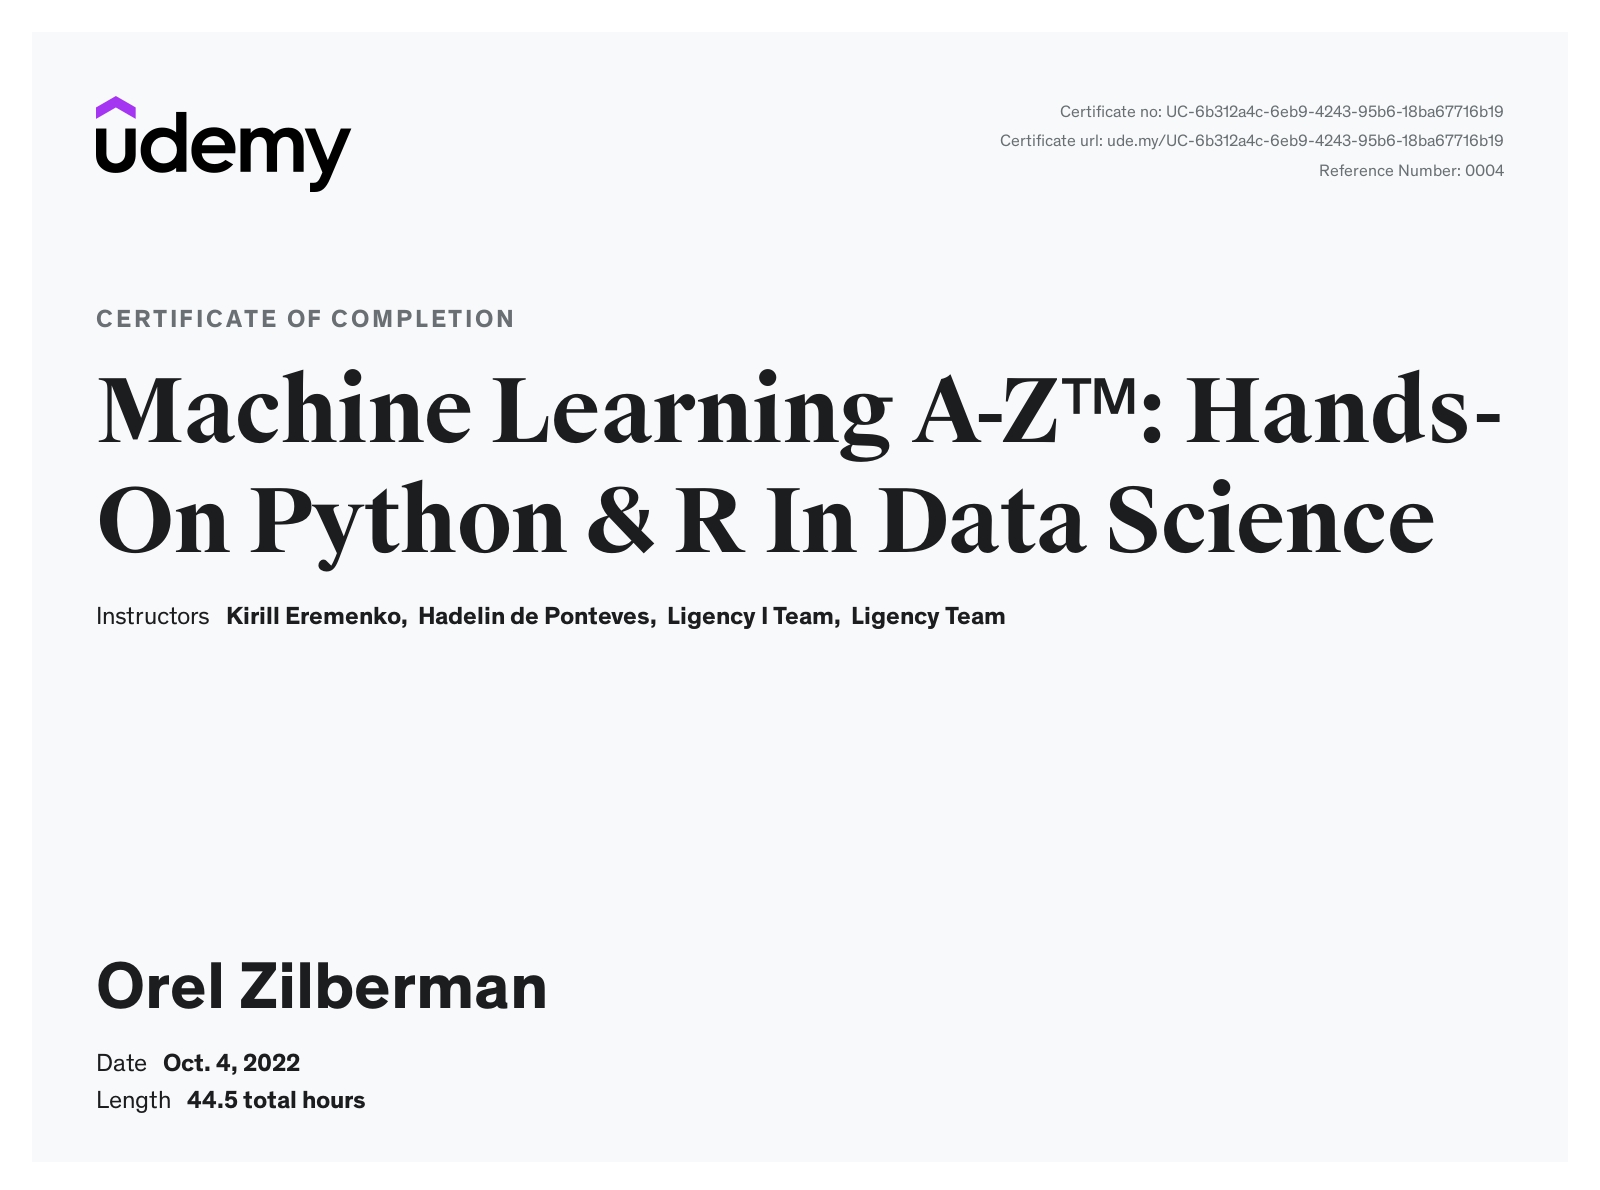 udemy
Certificate no: UC-6b312a4c-6eb9-4243-95b6-18ba67716b19
Certificate url: ude.my/UC-6b312a4c-6eb9-4243-95b6-18ba67716b19
Reference Number: 0004
CERTIFICATE OF COMPLETION
Machine Learning A-Z™: Hands-
On Python & R In Data Science
Instructors Kirill Eremenko, Hadelin de Ponteves, Ligency I Team, Ligency Team
Orel Zilberman
Date Oct. 4, 2022
Length 44.5 total hours